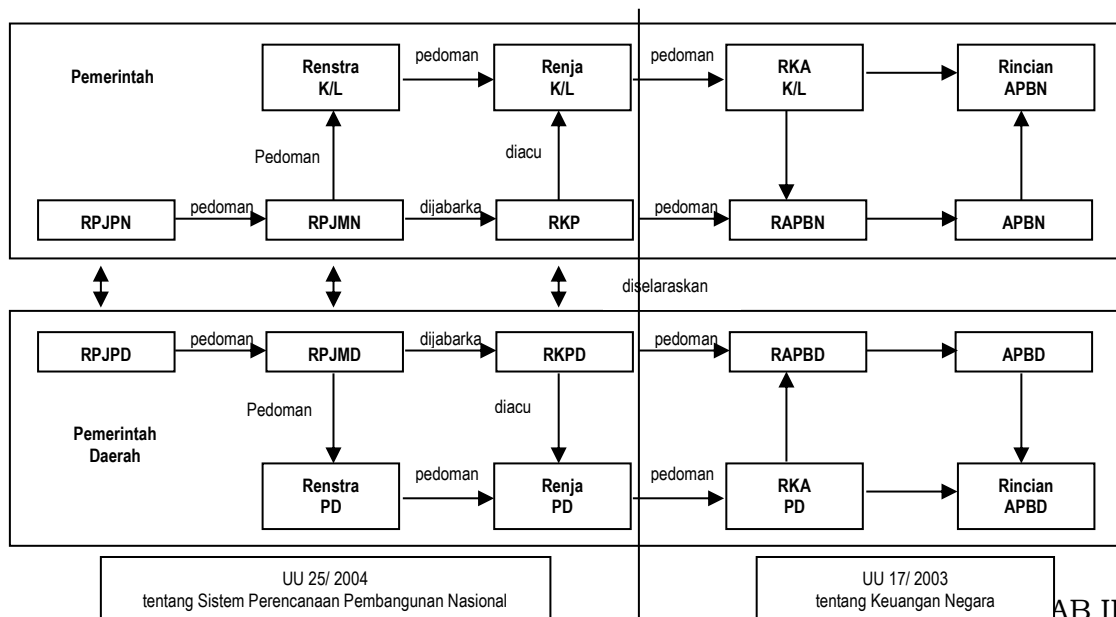 Pemerintah
Renstra
K/L
pedoman
Renja
K/L
pedoman
RKA
K/L
Rincian
APBN
Pedoman
diacu
RPJPN
pedoman
RPJMN
dijabarka
RKP
pedoman
RAPBN
APBN
diselaraskan
RPJPD
pedoman
RPJMD
dijabarka
RKPD
pedoman
RAPBD
APBD
Pedoman
diacu
Pemerintah
Daerah
Renstra
PD
pedoman
Renja
PD
pedoman
RKA
PD
Rincian
APBD
UU 25/ 2004
tentang Sistem Perencanaan Pembangunan Nasional
UU 17/ 2003
tentang Keuangan Negara